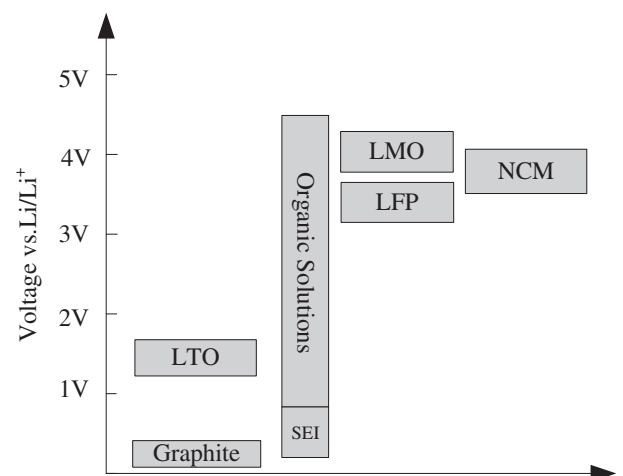 5V
4V
3V
2V
1V
Voltage vs.Li/Li⁺
LTO
Graphite
Organic Solutions
SEI
LMO
LFP
NCM